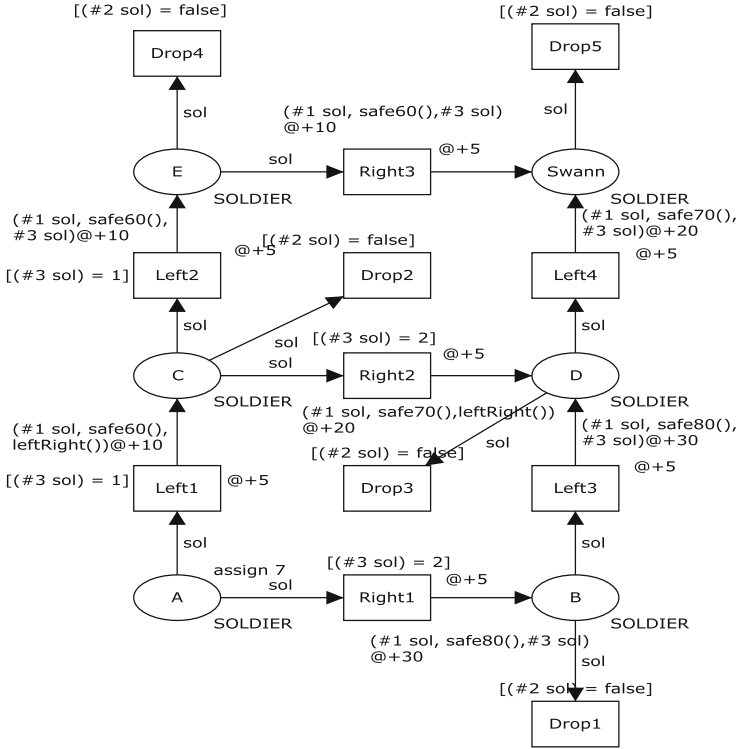 [(#2 sol) = false]
[(#2 sol) = false]
Drop4
Drop5
sol
sol
(#1 sol, safe60(),#3 sol)
@+10
@+5
E
sol
Right3
Swann
SOLDIER
SOLDIER
(#1 sol, safe60(),
#3 sol)@+10
(#1 sol, safe70(),
#3 sol)@+20
@+5
[(#2 sol) = false]
@+5
[(#3 sol) = 1]
Left2
Drop2
Left4
sol
sol
[(#3 sol) = 2]
sol
sol
@+5
C
Right2
D
SOLDIER
SOLDIER
(#1 sol, safe60(),
leftRight())@+10
(#1 sol, safe70(),leftRight())
@+20
(#1 sol, safe80(),
#3 sol)@+30
sol
[(#2 sol) = false]
@+5
[(#3 sol) = 1]
Left1
@+5
Drop3
Left3
sol
sol
assign 7
[(#3 sol) = 2]
sol
@+5
A
Right1
B
SOLDIER
SOLDIER
(#1 sol, safe80(),#3 sol)
@+30
sol
[(#2 sol) = false]
Drop1